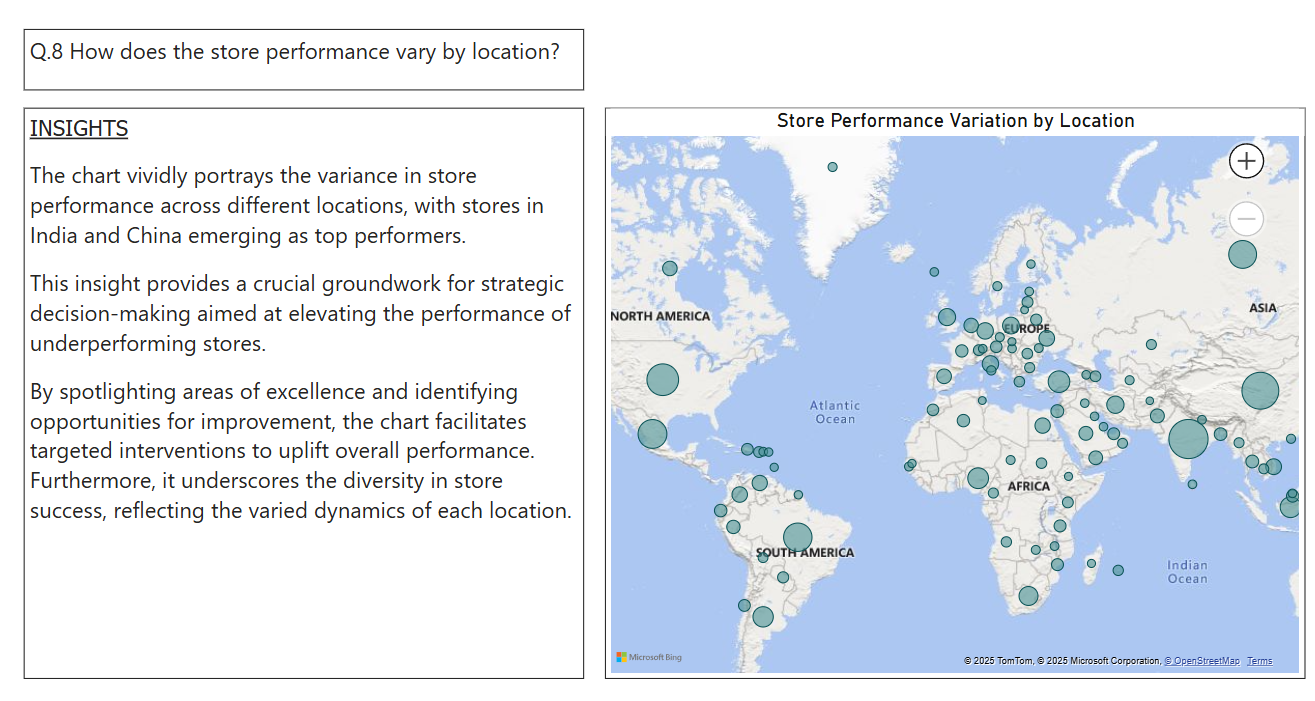 Q.8 How does the store performance vary by location?
INSIGHTS
The chart vividly portrays the variance in store
performance across different locations, with stores in
India and China emerging as top performers.
This insight provides a crucial groundwork for strategic
decision-making aimed at elevating the performance of
underperforming stores.
By spotlighting areas of excellence and identifying
opportunities for improvement, the chart facilitates
targeted interventions to uplift overall performance.
Furthermore, it underscores the diversity in store
success, reflecting the varied dynamics of each location.
Store Performance Variation by Location
NORTH AMERICA
EUROPE
ASIA
Atlantic
Ocean
AFRICA
SOUTH AMERICA
Indian
Ocean
Microsoft Bing
© 2025 TomTom, © 2025 Microsoft Corporation, © OpenStreetMap Terms